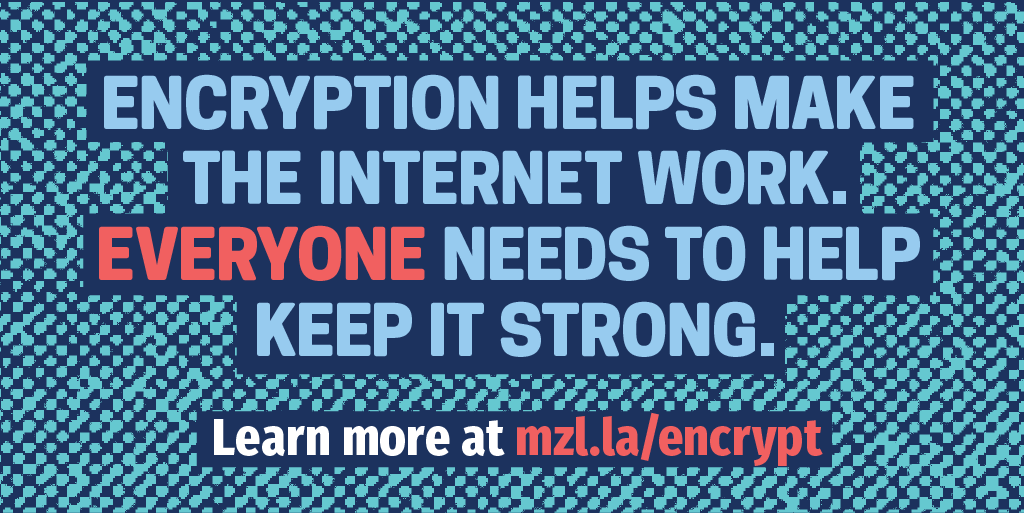 ENCRYPTION HELPS MAKE
THE INTERNET WORK.
EVERYONE NEEDS TO HELP
KEEP IT STRONG.
Learn more at mzl.la/encrypt